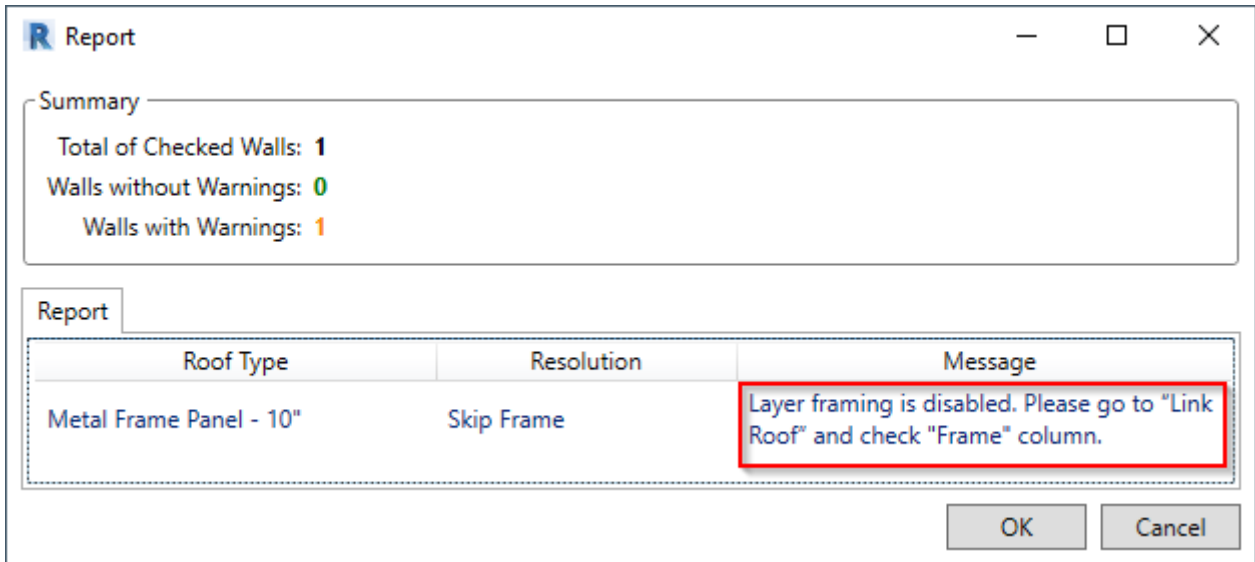 Report
Summary
Total of Checked Walls: 1
Walls without Warnings: 0
Walls with Warnings: 1
Report
Roof Type Resolution Message
Metal Frame Panel - 10" Skip Frame Layer framing is disabled. Please go to “Link
Roof” and check "Frame" column.
OK Cancel